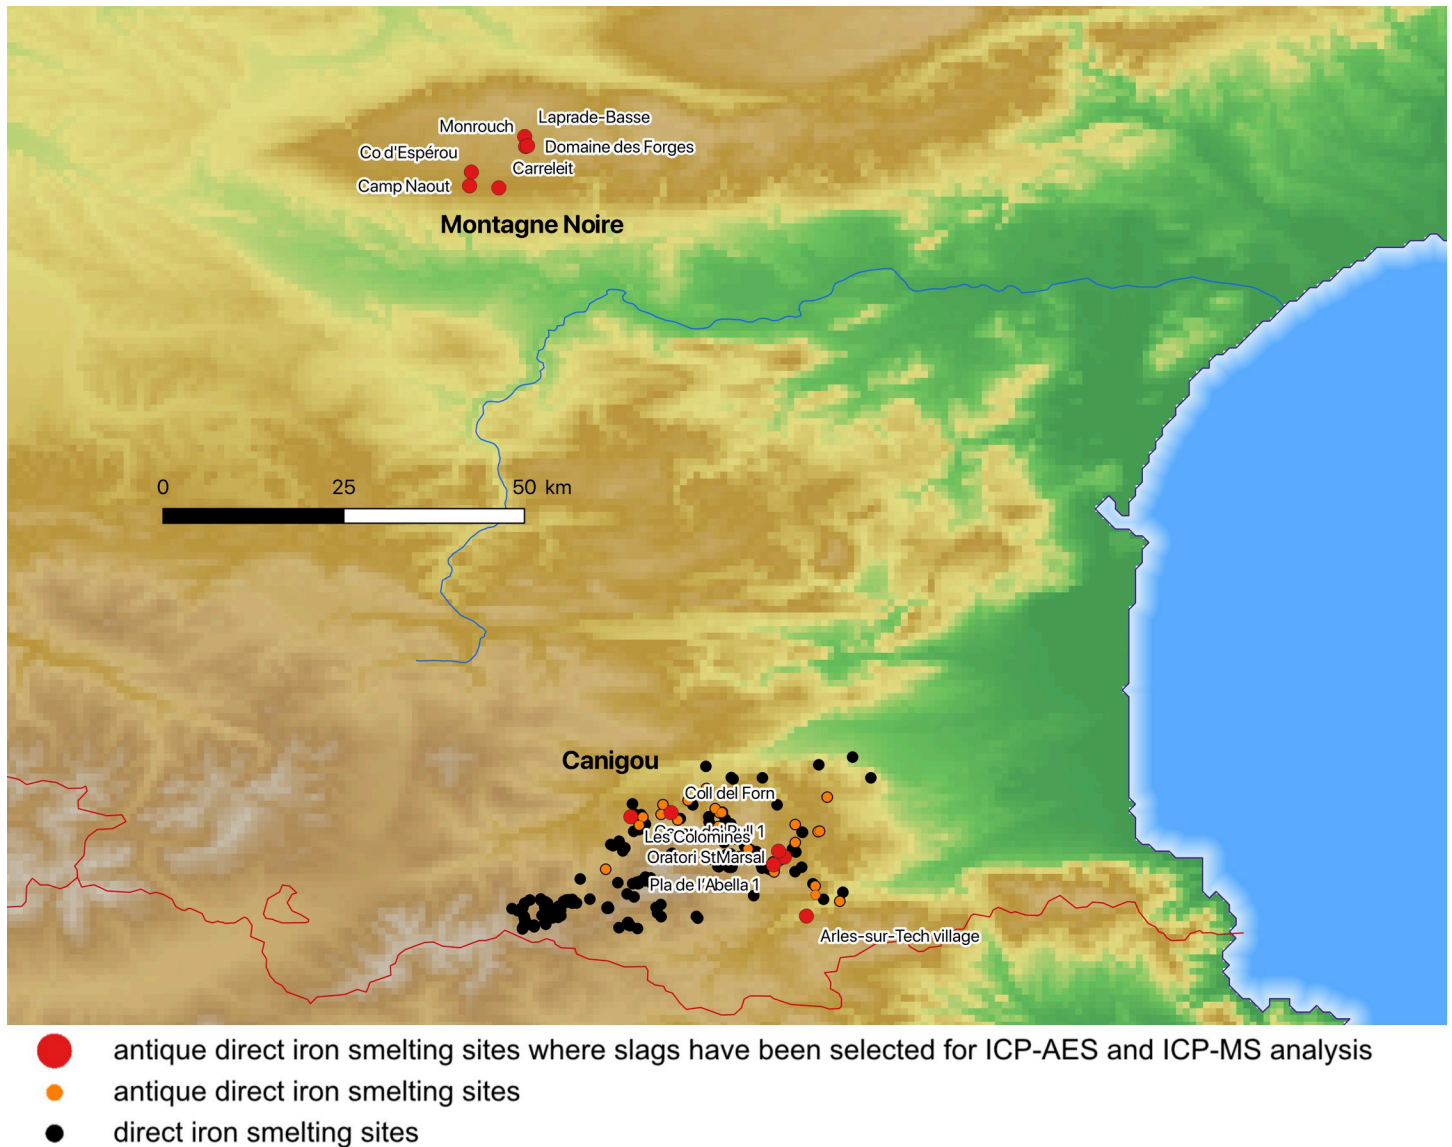 Laprade-Basse
Monrouch
Domaine des Forges
Co d'Espérou
Carreleit
Camp Naout
Montagne Noire
0 25 50 km
Canigou
Coll del Forn
1
Les Colomines
Oratori StMarsal
Pla de l'Abella 1
Arles-sur-Tech village
antique direct iron smelting sites where slags have been selected for ICP-AES and ICP-MS analysis
antique direct iron smelting sites
direct iron smelting sites